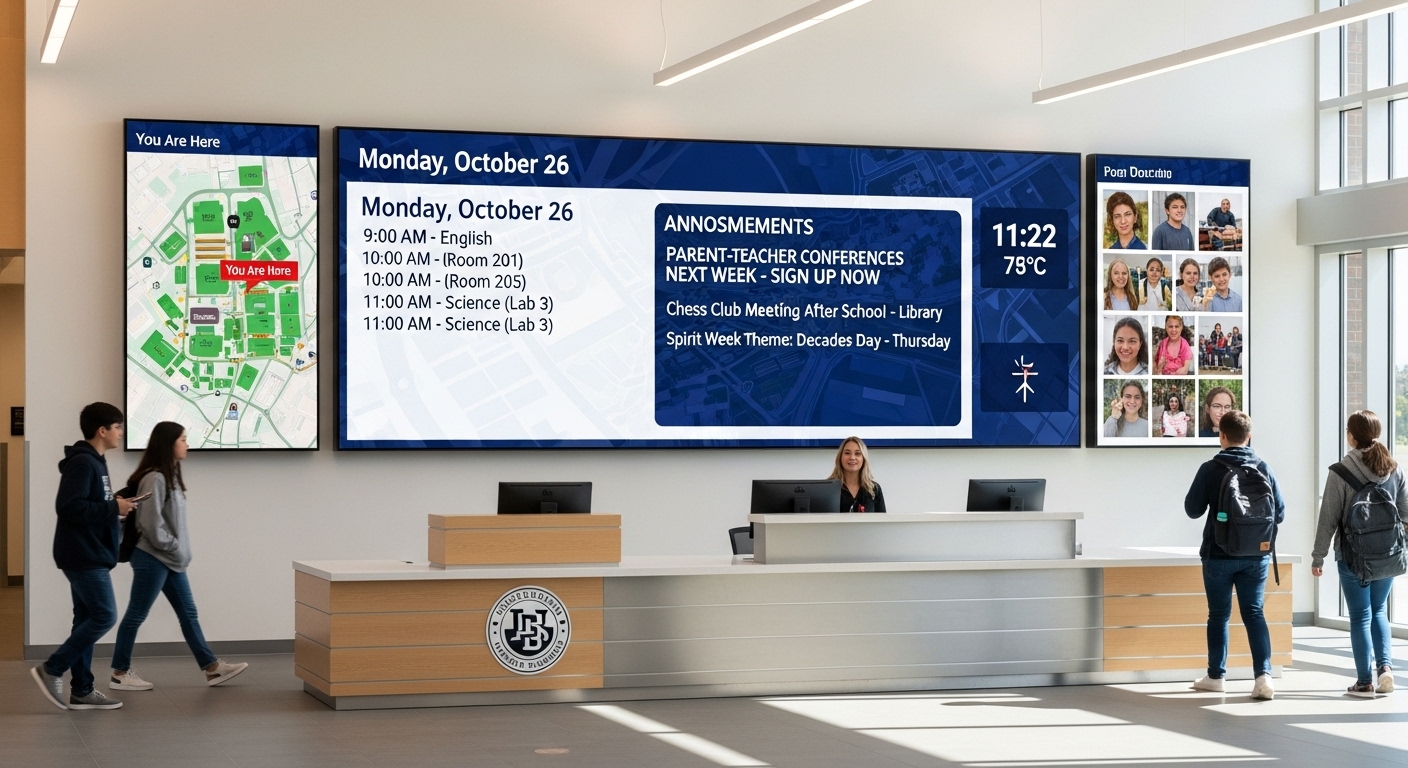 You Are Here
You Are Here
Monday, October 26
Monday, October 26
9:00 AM - English
10:00 AM - (Room 201)
10:00 AM - (Room 205)
11:00 AM - Science (Lab 3)
11:00 AM - Science (Lab 3)
ANNOSMEMENTS
PARENT-TEACHER CONFERENCES
NEXT WEEK - SIGN UP NOW
Chess Club Meeting After School - Library
Spirit Week Theme: Decades Day - Thursday
11:22
75°C